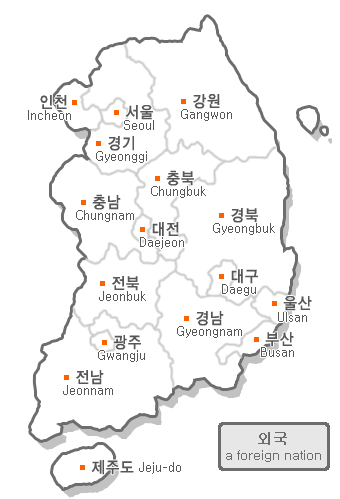 강원
Gangwon
인천
Incheon
서울
Seoul
경기
Gyeonggi
충북
Chungbuk
충남
Chungnam
경북
Gyeongbuk
대전
Daejeon
대구
Daegu
전북
Jeonbuk
울산
Ulsan
경남
Gyeongnam
부산
Busan
광주
Gwangju
전남
Jeonnam
외국
a foreign nation
제주도 Jeju-do